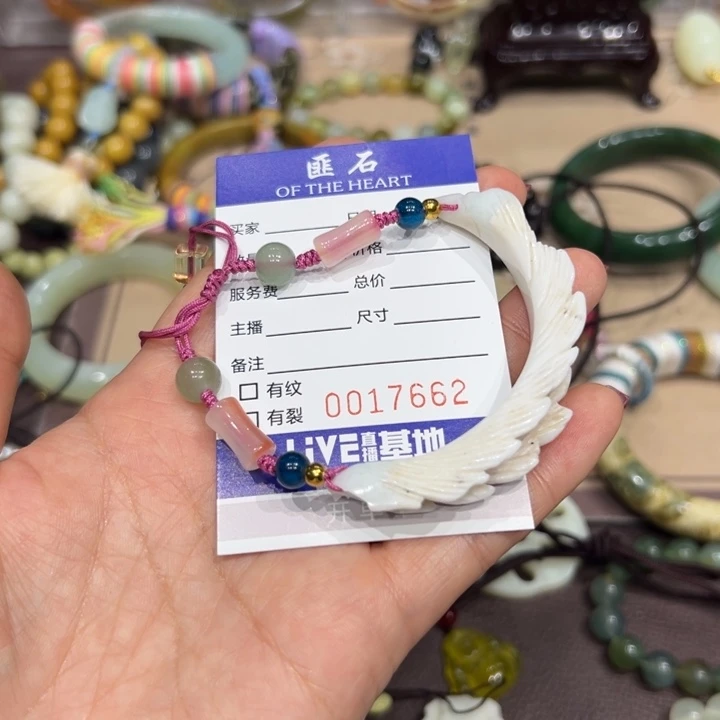 匪石
OF THE HEART
买家
价格
服务费 总价
主播 尺寸
备注
有纹
有裂 0017662
LiVE直播基地